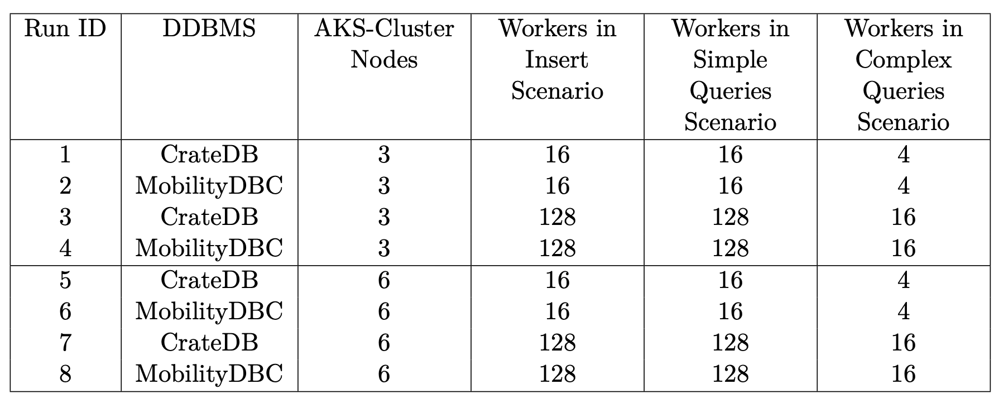 Run ID DDBMS AKS-Cluster Workers in Workers in Workers in
Nodes Insert Simple Complex
Scenario Queries Queries
Scenario Scenario
1 CrateDB 3 16 16 4
2 MobilityDBC 3 16 16 4
3 CrateDB 3 128 128 16
4 MobilityDBC 3 128 128 16
5 CrateDB 6 16 16 4
6 MobilityDBC 6 16 16 4
7 CrateDB 6 128 128 16
8 MobilityDBC 6 128 128 16